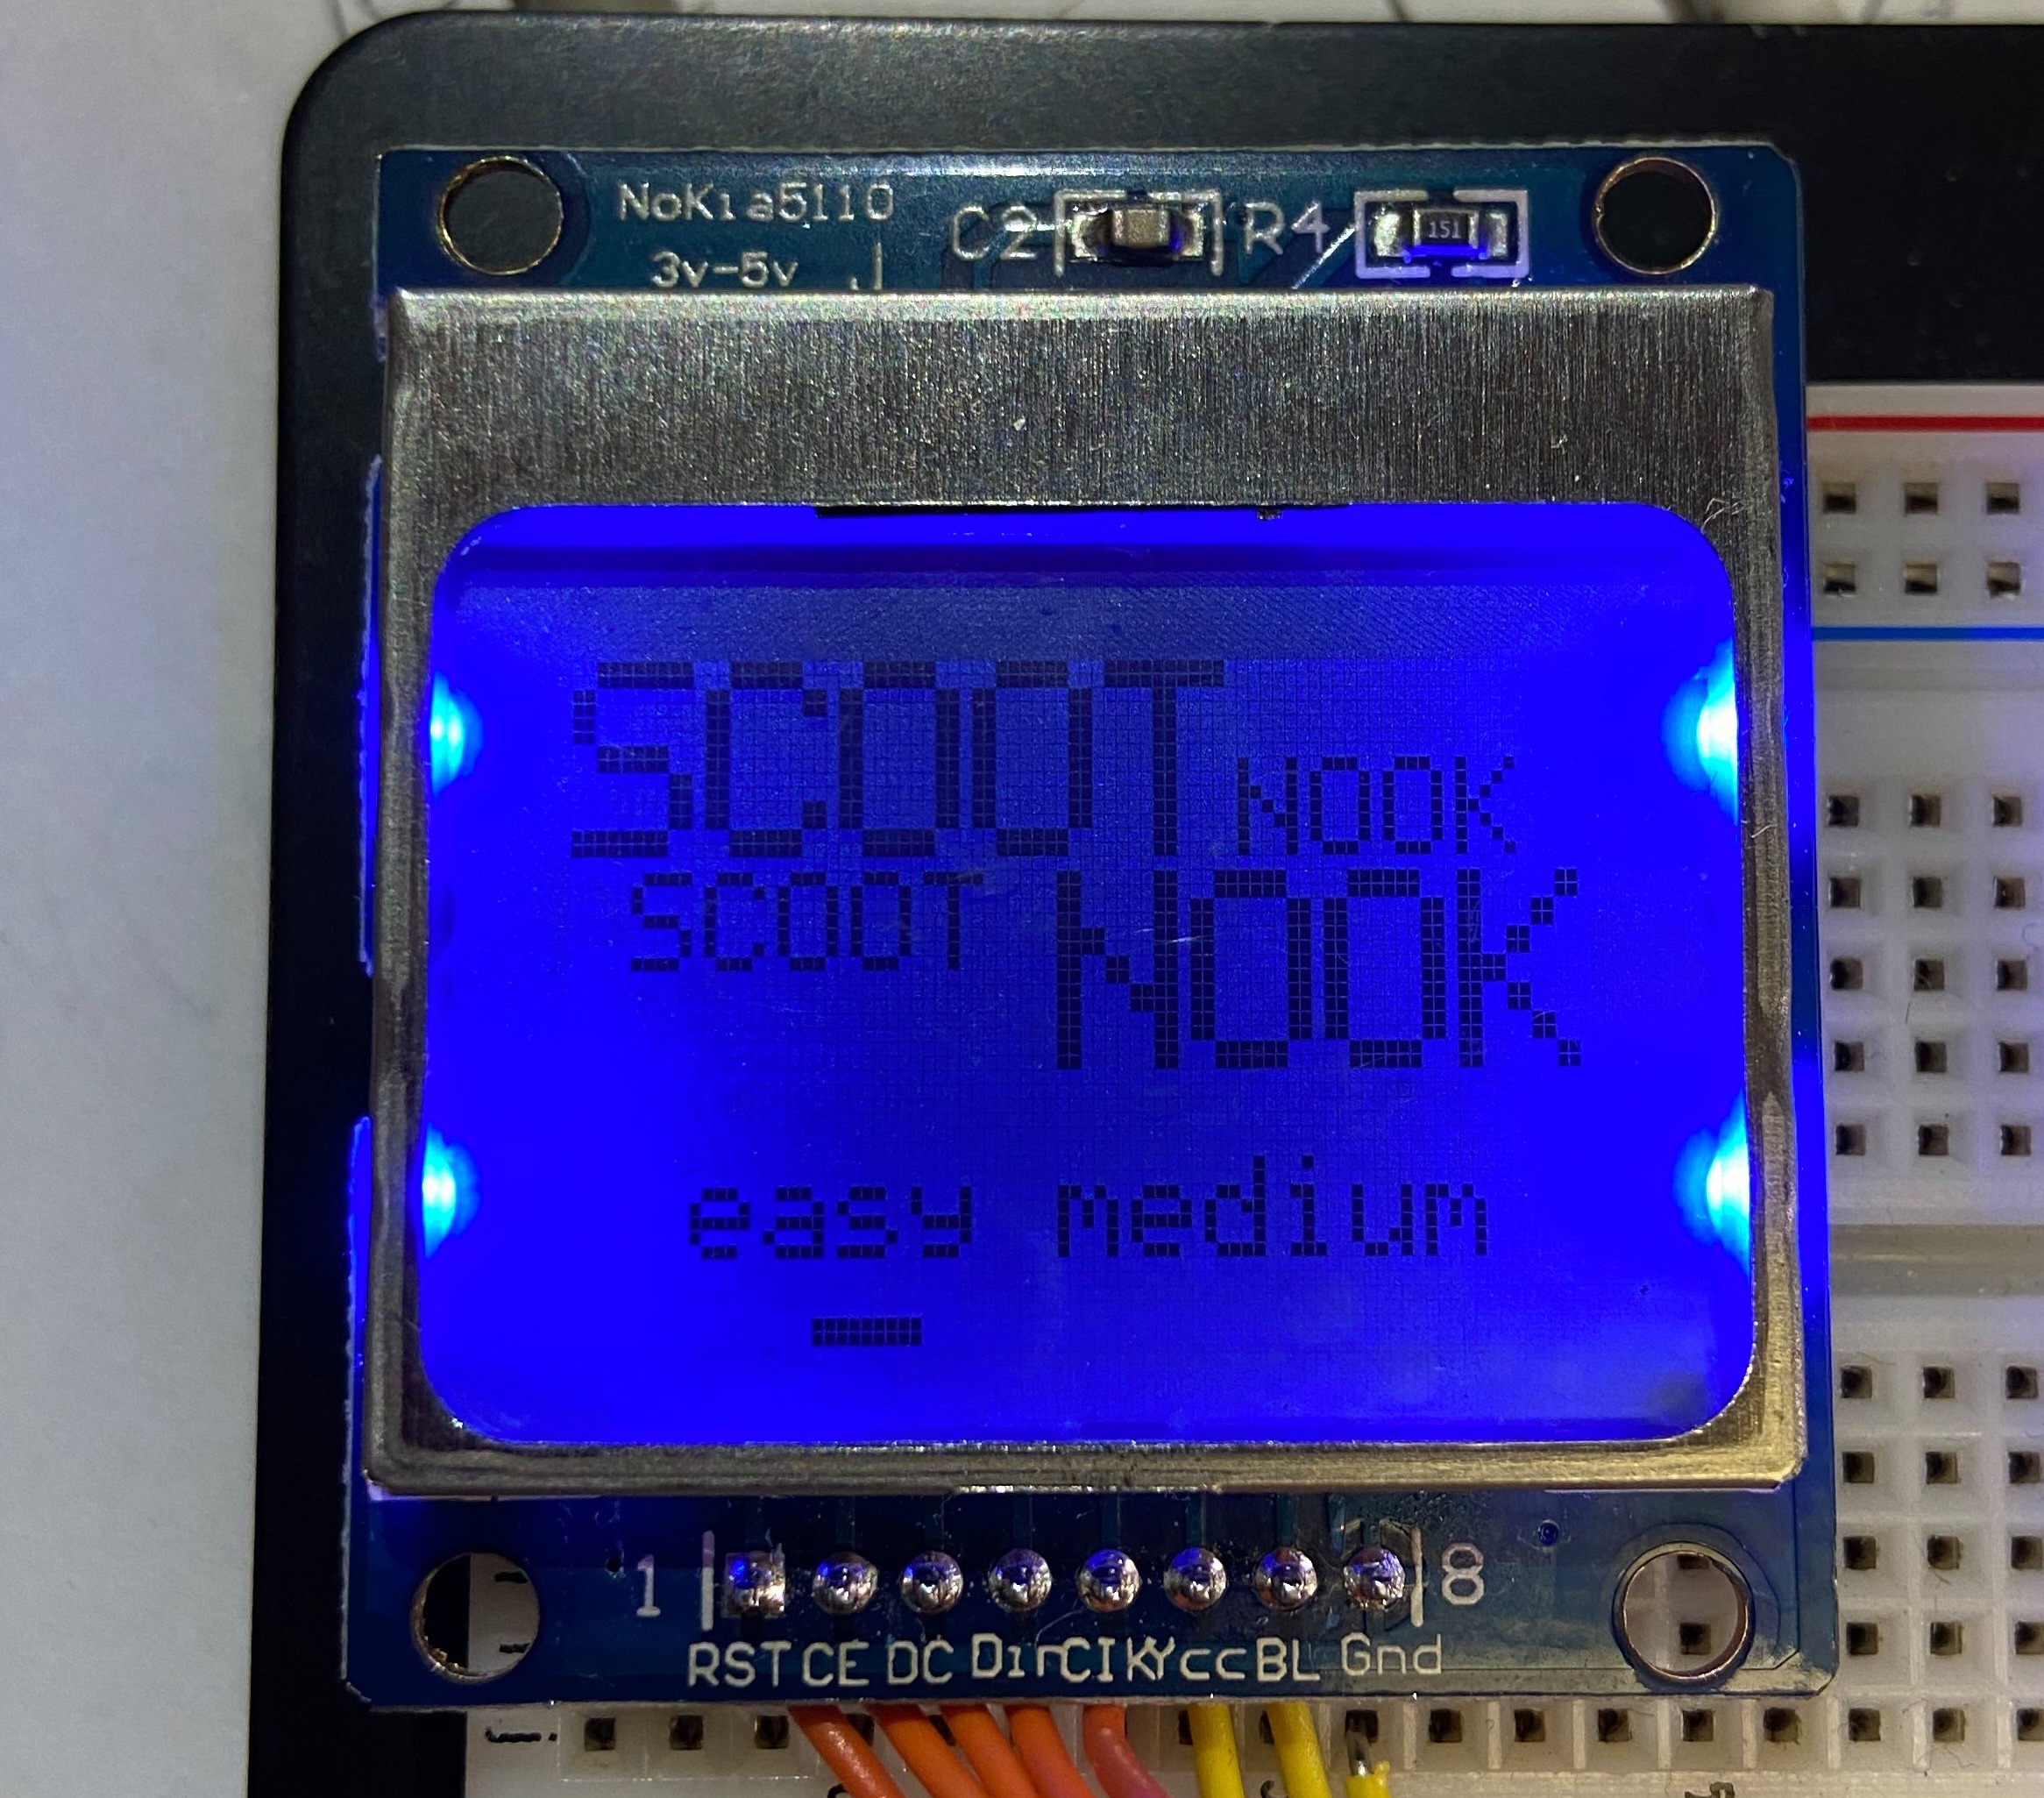 NoKia5110
3v-5v
C2 R4 151
SCOOT NOOK
SCOOT NOOK
easy medium
1 8
RST CE DC Din Clk Vcc BL Gnd